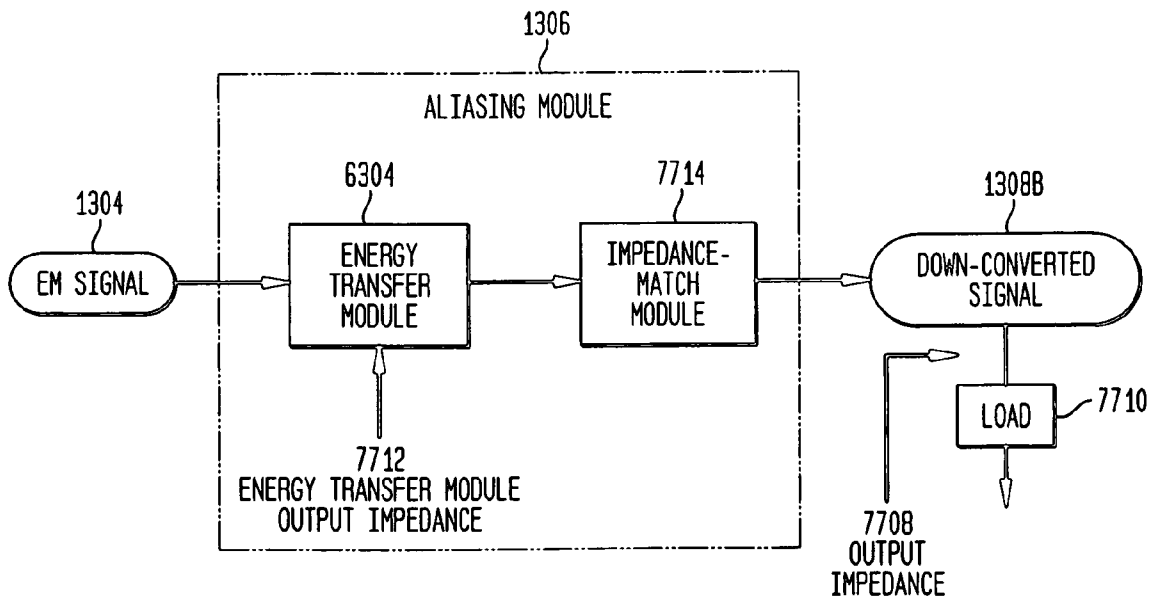 1306
ALIASING MODULE
1304
EM SIGNAL
6304
ENERGY
TRANSFER
MODULE
7714
IMPEDANCE-
MATCH
MODULE
1308B
DOWN-CONVERTED
SIGNAL
7712
ENERGY TRANSFER MODULE
OUTPUT IMPEDANCE
LOAD
7710
7708
OUTPUT
IMPEDANCE